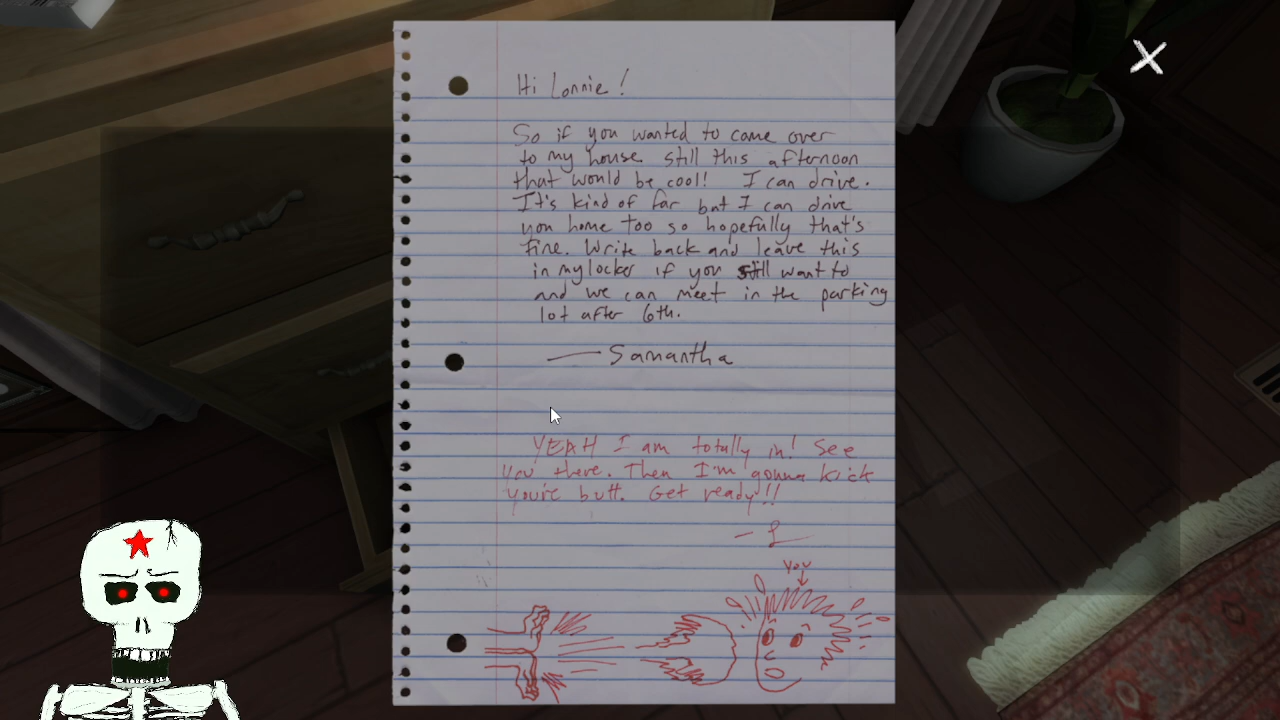 Hi Lonnie!
So if you wanted to come over
to my house still this afternoon
that would be cool! I can drive.
It's kind of far but I can drive
you home too so hopefully that's
fine. Write back and leave this
in my locker if you still want to
and we can meet in the parking
lot after 6th.
— Samantha
YEAH I am totally in! See
you there. Then I'm gonna kick
you're butt. Get ready!!
- L
You